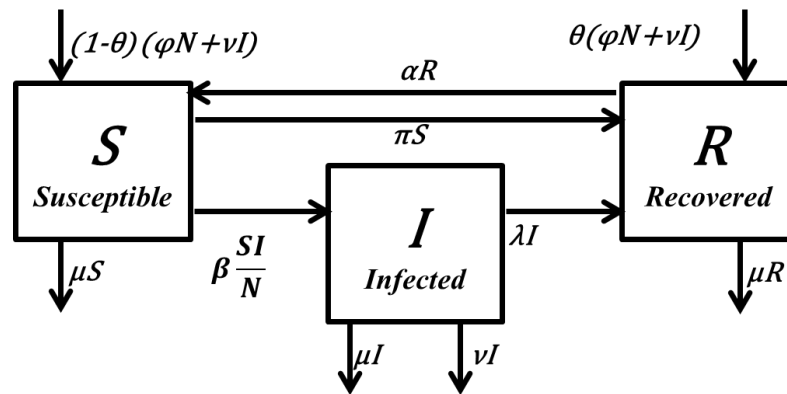 (1-θ)(φN+νI)
θ(φN+νI)
αR
S
Susceptible
πS
R
Recovered
β SI/N
I
Infected
λI
μS
μR
μI
νI